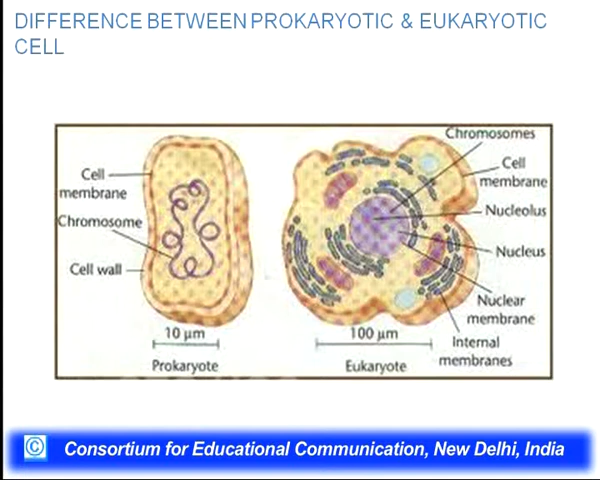 DIFFERENCE BETWEEN PROKARYOTIC & EUKARYOTIC
CELL
Cell
membrane
Chromosome
Cell wall
10 µm
Prokaryote
Chromosomes
Cell
membrane
Nucleolus
Nucleus
Nuclear
membrane
Internal
membranes
100 µm
Eukaryote
© Consortium for Educational Communication, New Delhi, India